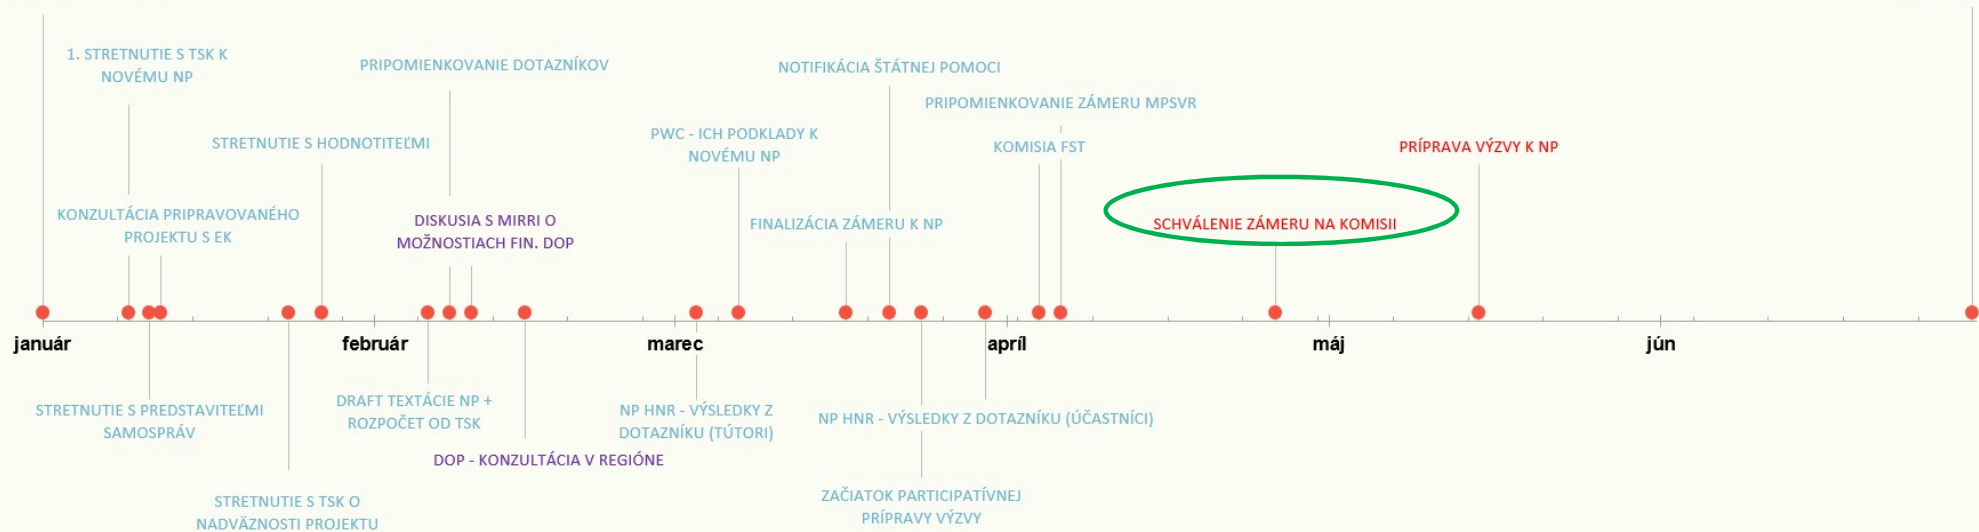 1. STRETNUTIE S TSK K
NOVÉMU NP
PRIPOMIENKOVANIE DOTAZNÍKOV
NOTIFIKÁCIA ŠTÁTNEJ POMOCI
PRIPOMIENKOVANIE ZÁMERU MPSVR
STRETNUTIE S HODNOTITEĽMI
PWC - ICH PODKLADY K
NOVÉMU NP
KOMISIA FST
PRÍPRAVA VÝZVY K NP
KONZULTÁCIA PRIPRAVOVANÉHO
PROJEKTU S EK
DISKUSIA S MIRRI O
MOŽNOSTIACH FIN. DOP
FINALIZÁCIA ZÁMERU K NP
SCHVÁLENIE ZÁMERU NA KOMISII
január
február
marec
apríl
máj
jún
STRETNUTIE S PREDSTAVITEĽMI
SAMOSPRÁV
DRAFT TEXTÁCIE NP +
ROZPOČET OD TSK
NP HNR - VÝSLEDKY Z
DOTAZNÍKU (TÚTORI)
NP HNR - VÝSLEDKY Z DOTAZNÍKU (ÚČASTNÍCI)
DOP - KONZULTÁCIA V REGIÓNE
STRETNUTIE S TSK O
NADVÄZNOSTI PROJEKTU
ZAČIATOK PARTICIPATÍVNEJ
PRÍPRAVY VÝZVY